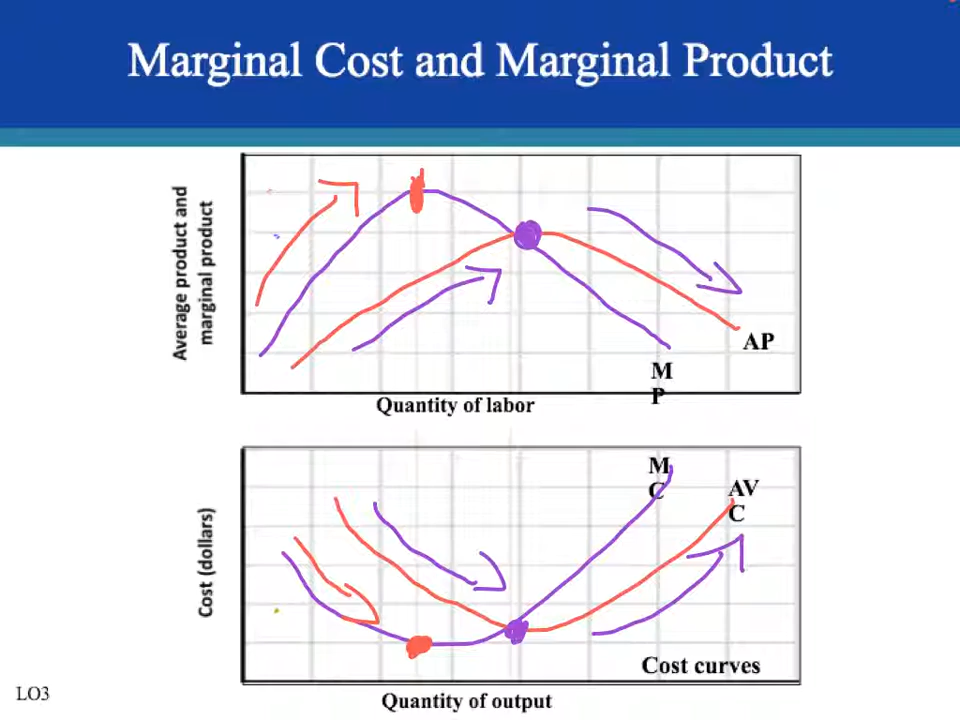 Marginal Cost and Marginal Product
Average product and
marginal product
AP
M
P
Quantity of labor
M
C
AV
C
Cost (dollars)
Cost curves
Quantity of output
LO3